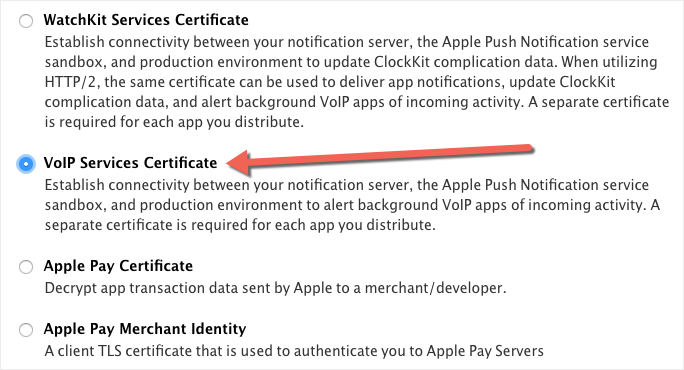 WatchKit Services Certificate
Establish connectivity between your notification server, the Apple Push Notification service
sandbox, and production environment to update ClockKit complication data. When utilizing
HTTP/2, the same certificate can be used to deliver app notifications, update ClockKit
complication data, and alert background VoIP apps of incoming activity. A separate certificate
is required for each app you distribute.
VoIP Services Certificate
Establish connectivity between your notification server, the Apple Push Notification service
sandbox, and production environment to alert background VoIP apps of incoming activity. A
separate certificate is required for each app you distribute.
Apple Pay Certificate
Decrypt app transaction data sent by Apple to a merchant/developer.
Apple Pay Merchant Identity
A client TLS certificate that is used to authenticate you to Apple Pay Servers